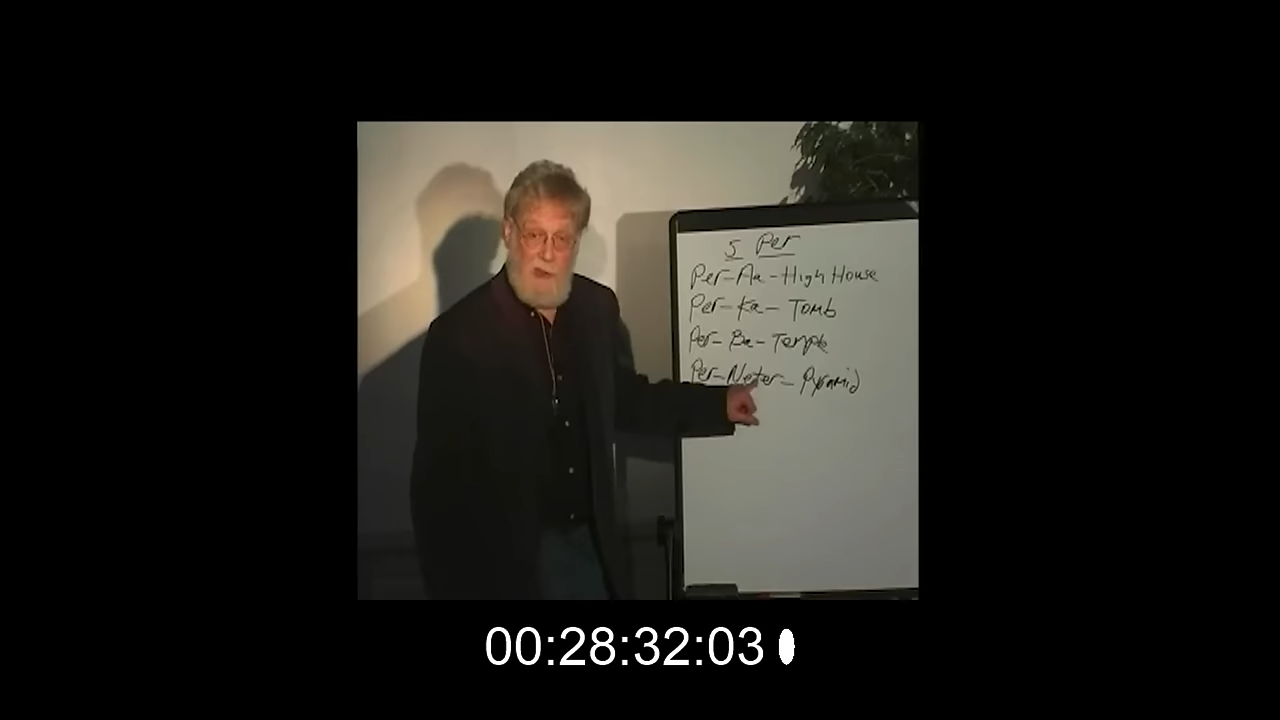 5 Per
Per-Aa-High House
Per-Ka-Tomb
Per-Ba-Temple
Per-Neter-Pyramid
00:28:32:03